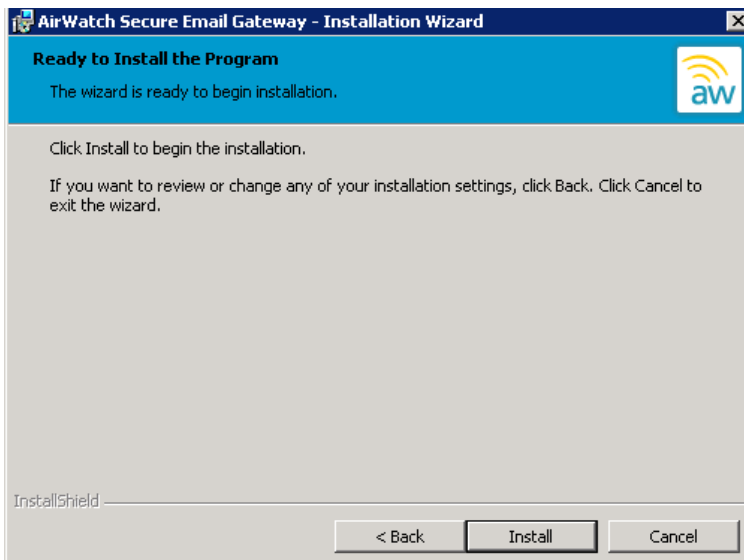 AirWatch Secure Email Gateway - Installation Wizard
Ready to Install the Program
The wizard is ready to begin installation.
aw
Click Install to begin the installation.
If you want to review or change any of your installation settings, click Back. Click Cancel to
exit the wizard.
InstallShield
< Back
Install
Cancel